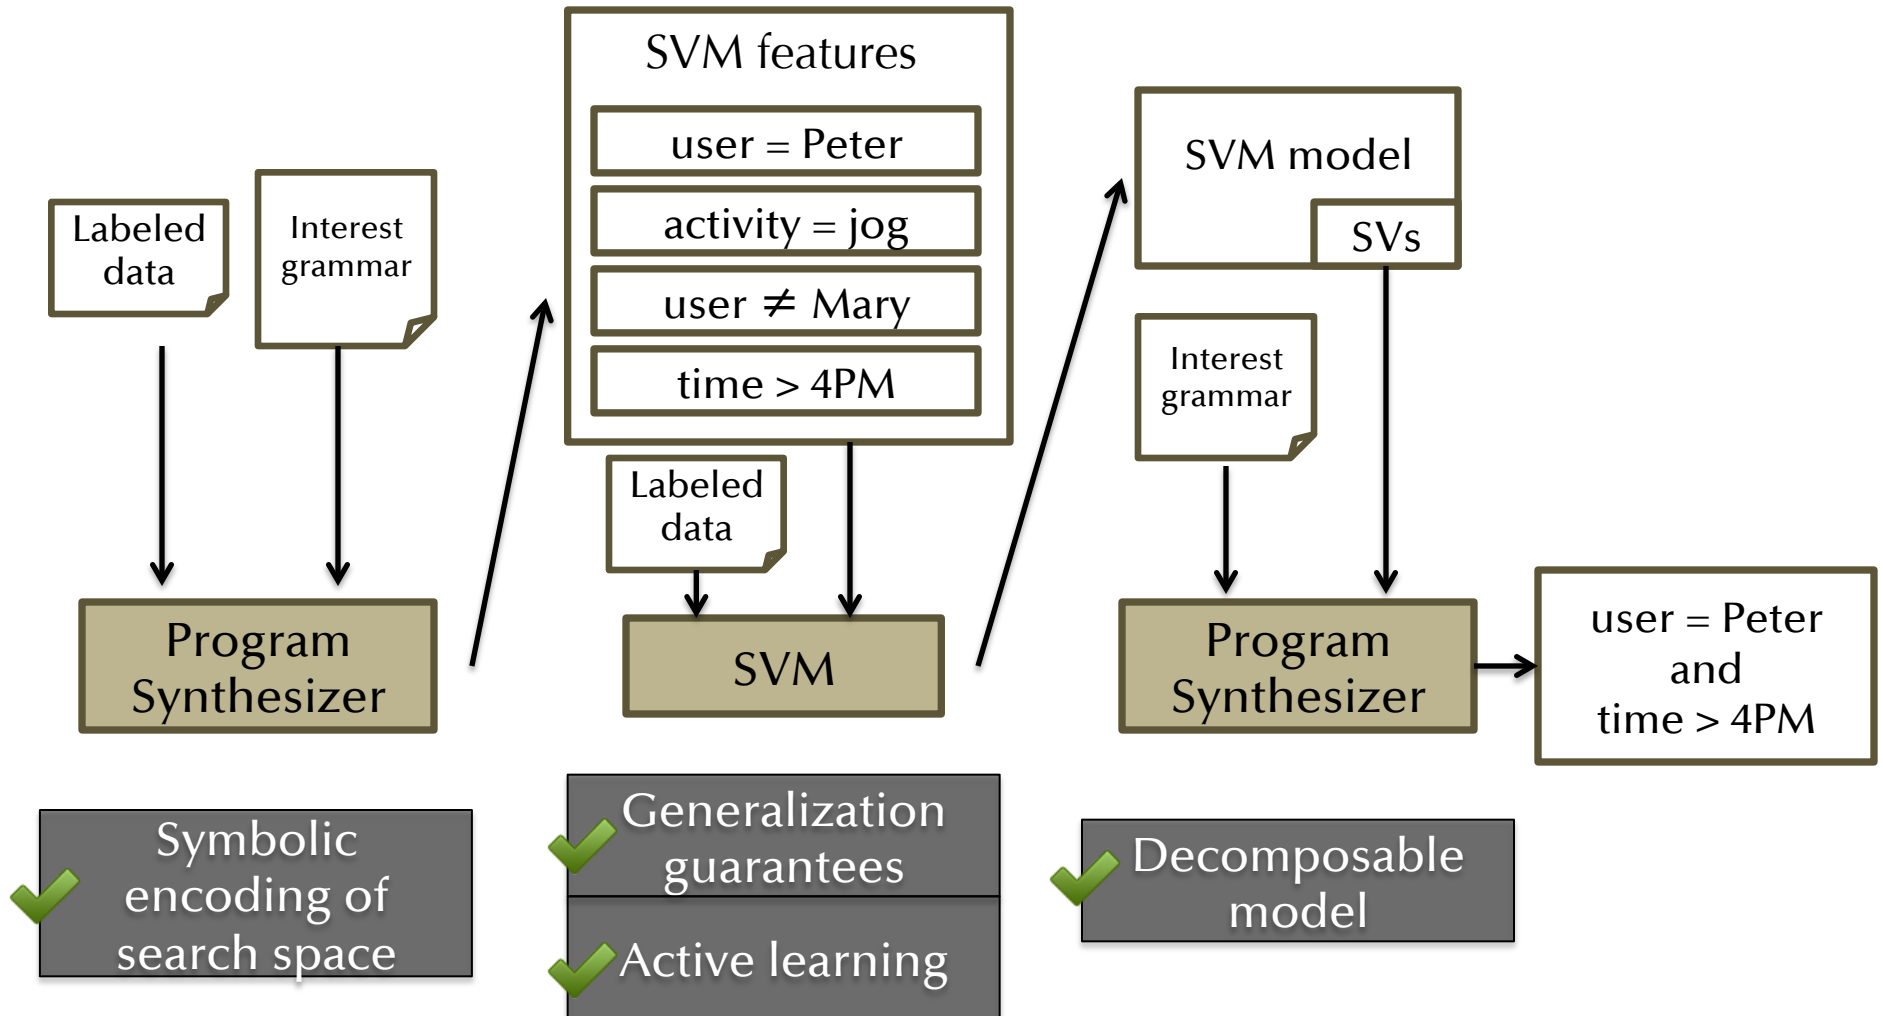 Labeled
data
Interest
grammar
Program
Synthesizer
Symbolic
encoding of
search space
SVM features
user = Peter
activity = jog
user ≠ Mary
time > 4PM
Labeled
data
SVM
Generalization
guarantees
Active learning
SVM model
SVs
Interest
grammar
Program
Synthesizer
user = Peter
and
time > 4PM
Decomposable
model